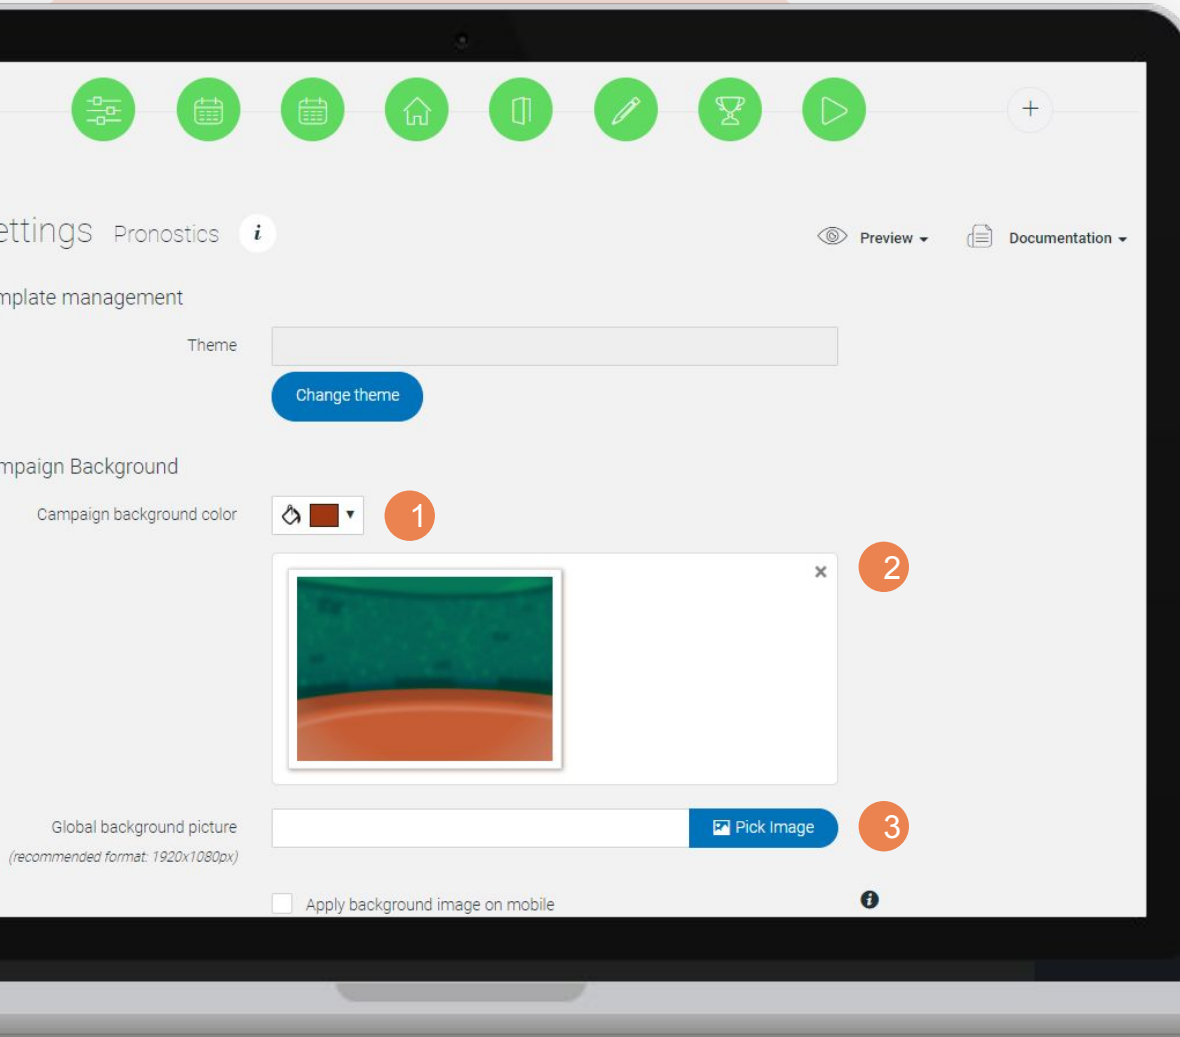 ettings Pronostics i
Preview
Documentation
mplate management
Theme
Change theme
mpaign Background
Campaign background color
1
2
Global background picture
Pick Image
3
(recommended format: 1920x1080px)
Apply background image on mobile
i